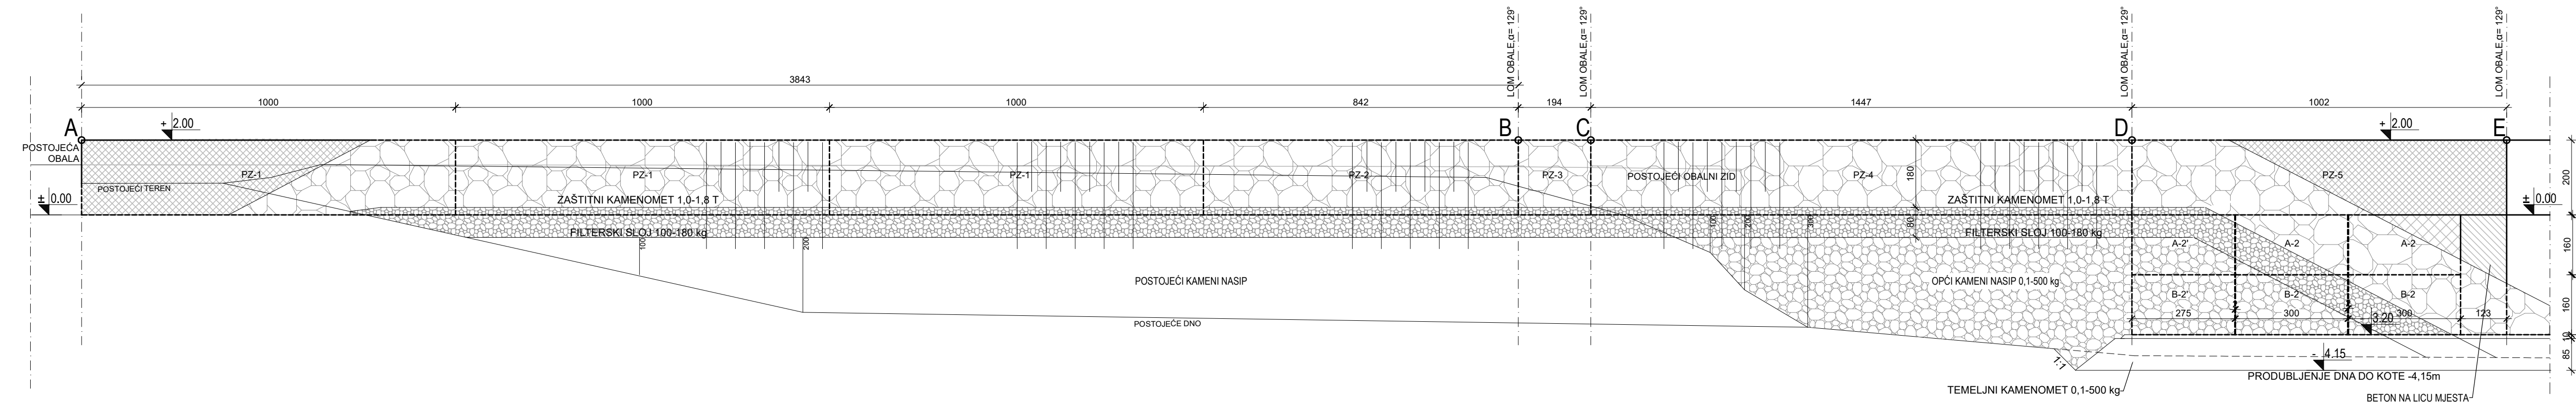 LOM OBALE,α= 129°
LOM OBALE,α= 129°
LOM OBALE,α= 129°
LOM OBALE,α= 129°
3843
1000
1000
1000
842
194
1447
1002
A
B
C
D
E
+ 2.00
+ 2.00
POSTOJEĆA
OBALA
PZ-1
PZ-1
PZ-1
PZ-2
PZ-3
POSTOJEĆI OBALNI ZID
PZ-4
180
PZ-5
200
POSTOJEĆI TEREN
± 0.00
± 0.00
ZAŠTITNI KAMENOMET 1,0-1,8 T
ZAŠTITNI KAMENOMET 1,0-1,8 T
FILTERSKI SLOJ 100-180 kg
FILTERSKI SLOJ 100-180 kg
100
200
100
200
300
80
A-2'
A-2
A-2
160
POSTOJEĆI KAMENI NASIP
OPĆI KAMENI NASIP 0,1-500 kg
B-2'
B-2
B-2
160
275
300
300
123
3.20
POSTOJEĆE DNO
10
85
- 4.15
1:1
PRODUBLJENJE DNA DO KOTE -4,15m
TEMELJNI KAMENOMET 0,1-500 kg
BETON NA LICU MJESTA